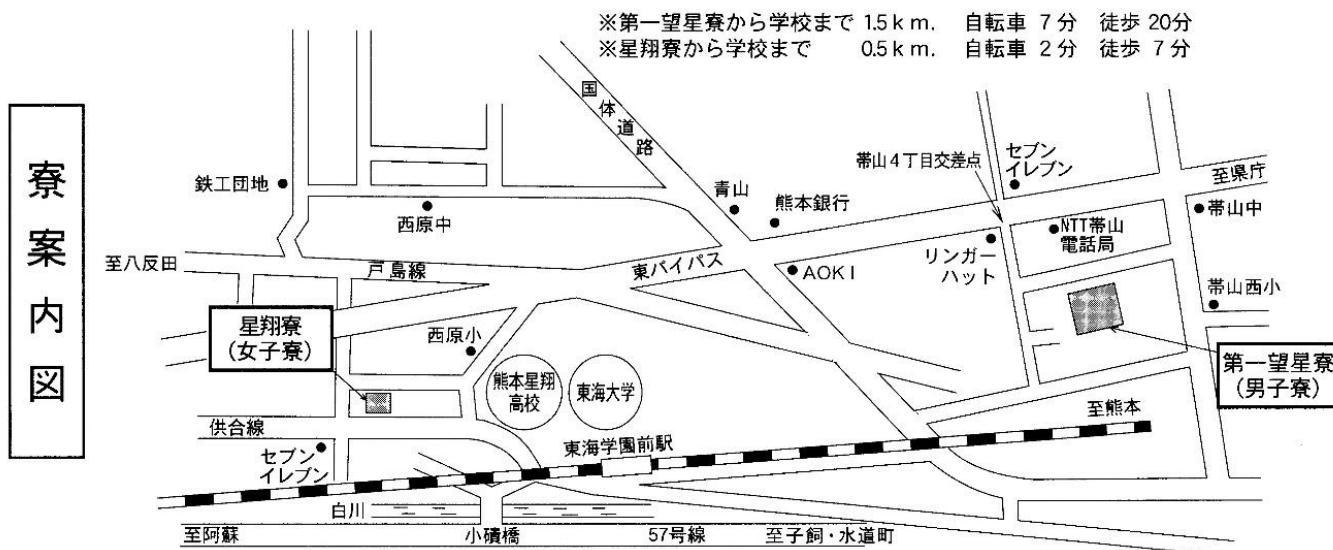 ※第一望星寮から学校まで 1.5km. 自転車 7分 徒歩 20分
※星翔寮から学校まで 0.5km. 自転車 2分 徒歩 7分
寮案内図
国体道路
帯山4丁目交差点
セブン
イレブン
至県庁
鉄工団地
青山
熊本銀行
西原中
NTT帯山
電話局
帯山中
至八反田
戸島線
東バイパス
AOKI
リンガー
ハット
帯山西小
星翔寮
(女子寮)
西原小
熊本星翔
高校
東海大学
第一望星寮
(男子寮)
至熊本
供合線
セブン
イレブン
東海学園前駅
白川
至阿蘇
小磧橋
57号線
至子飼・水道町